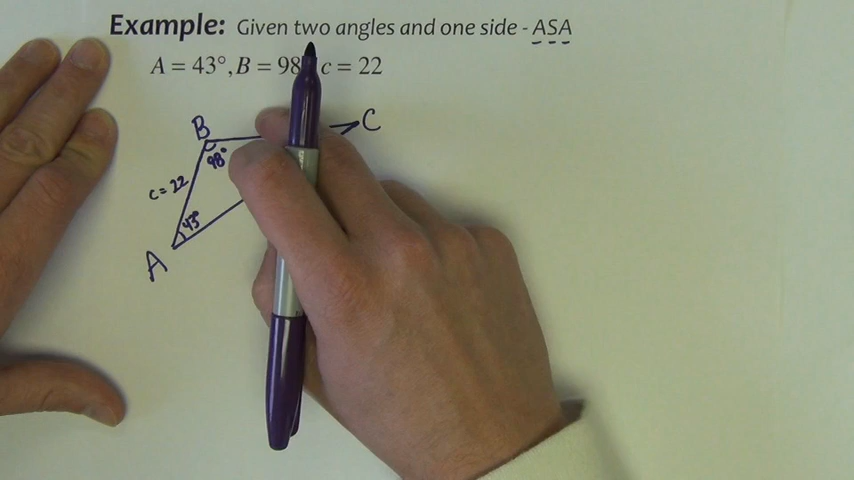 Example: Given two angles and one side - ASA
A = 43°, B = 98 c = 22
B
C
98°
c = 22
43°
A